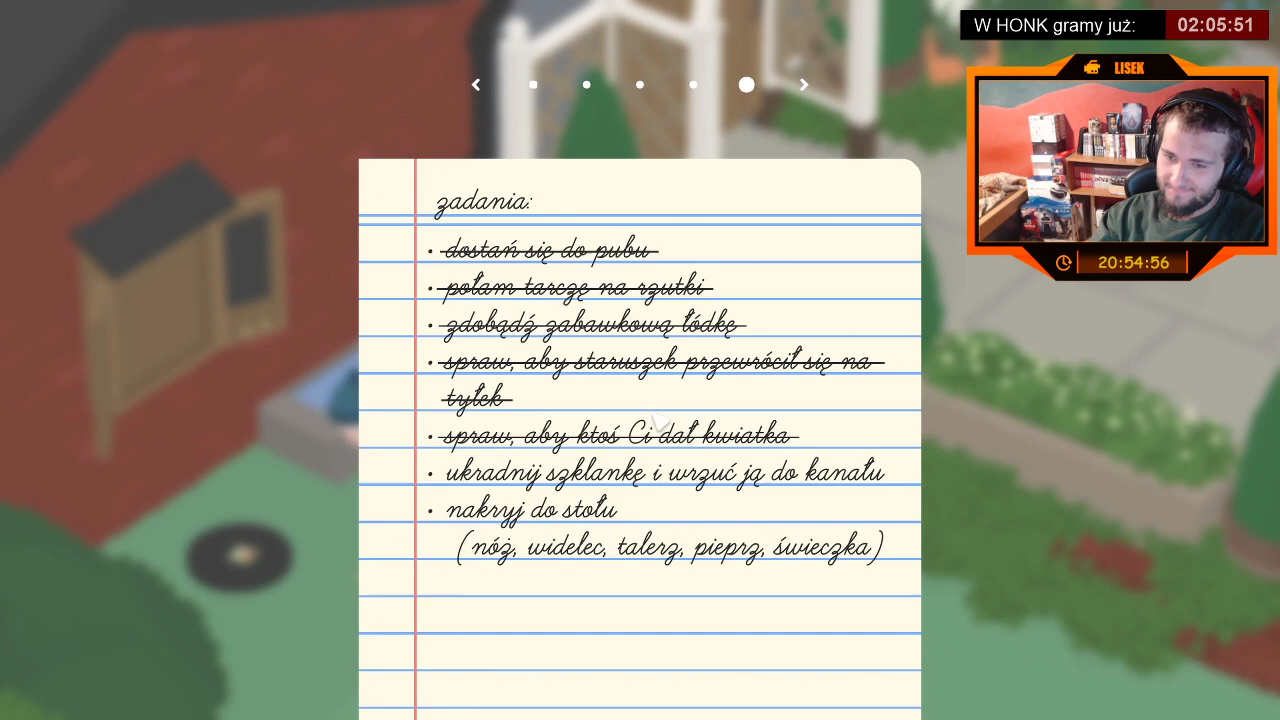 W HONK gramy już: 02:05:51
LISEK
20:54:56
zadania:
• dostań się do pubu
• połam tarczę na rzutki
• zdobądź zabawkową łódkę
• spraw, aby staruszek przewrócił się na
tyłek
• spraw, aby ktoś Ci dał kwiatka
• ukradnij szklankę i wrzuć ją do kanału
• nakryj do stołu
(nóż, widelec, talerz, pieprz, świeczka)